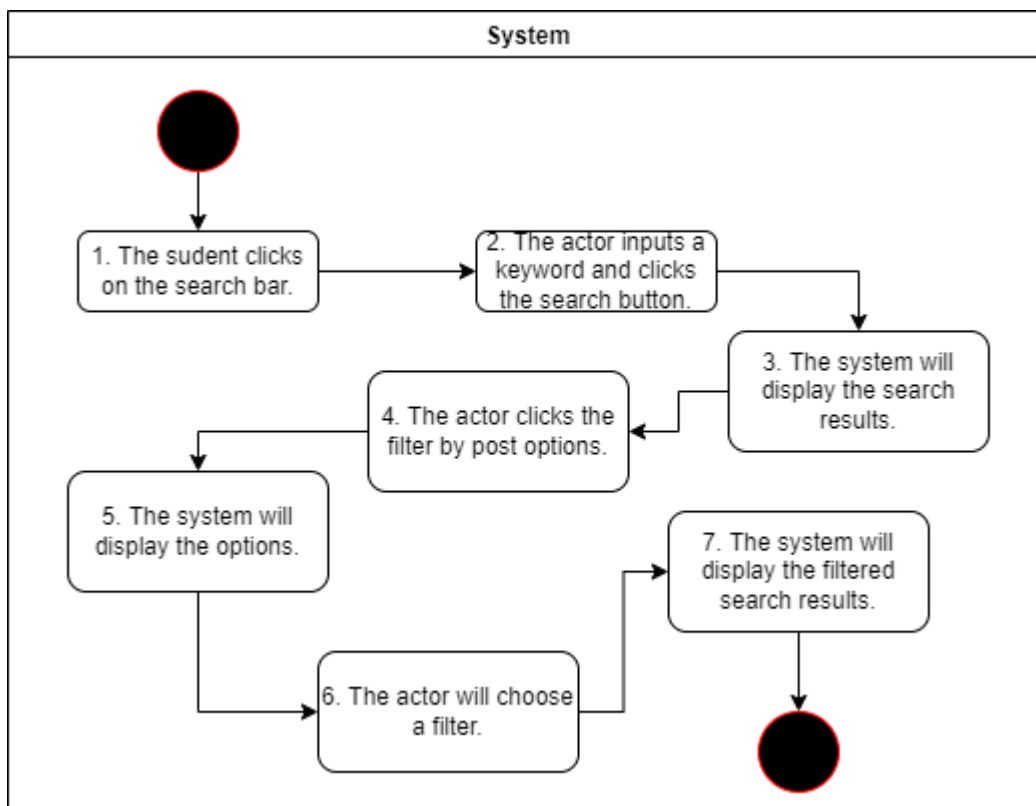 System
1. The sudent clicks
on the search bar.
2. The actor inputs a
keyword and clicks
the search button.
3. The system will
display the search
results.
4. The actor clicks the
filter by post options.
5. The system will
display the options.
6. The actor will choose
a filter.
7. The system will
display the filtered
search results.